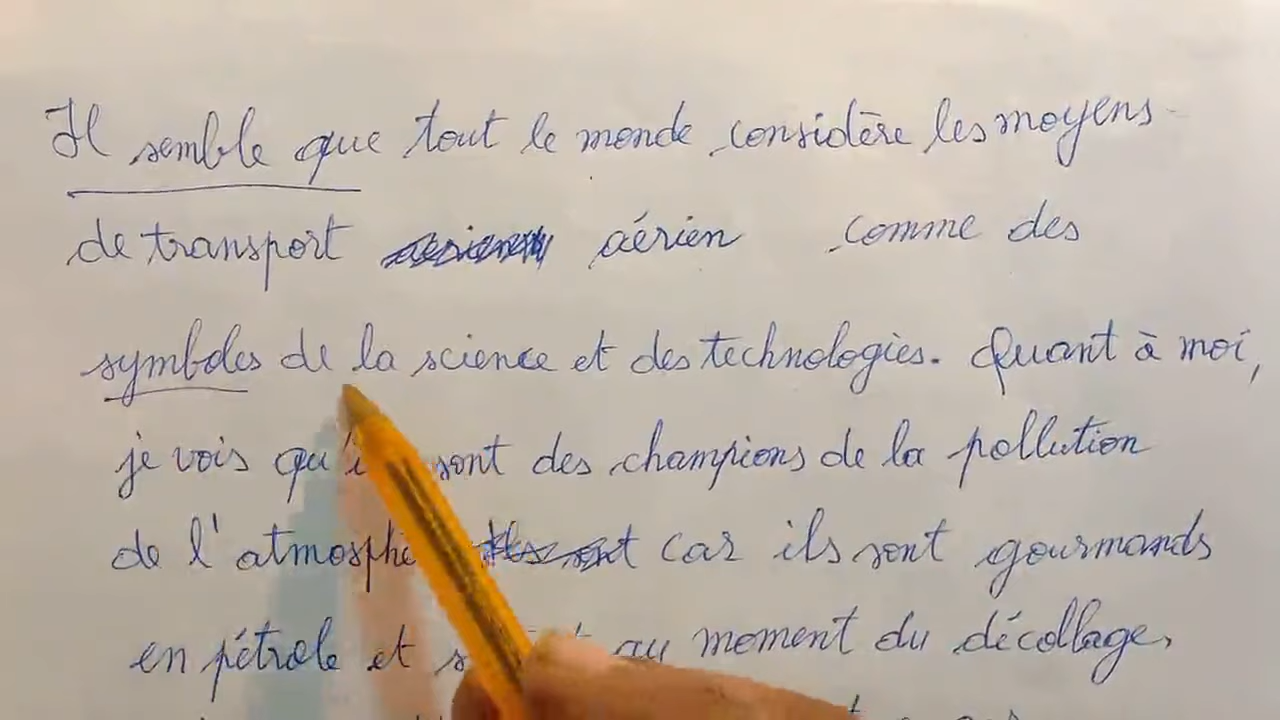 Il semble que tout le monde considère les moyens
de transport aérien comme des
symboles de la science et des technologies. Quant à moi,
je vois qu'i sont des champions de la pollution
de l'atmosphè car ils sont gourmands
en pétrole et au moment du décollage,